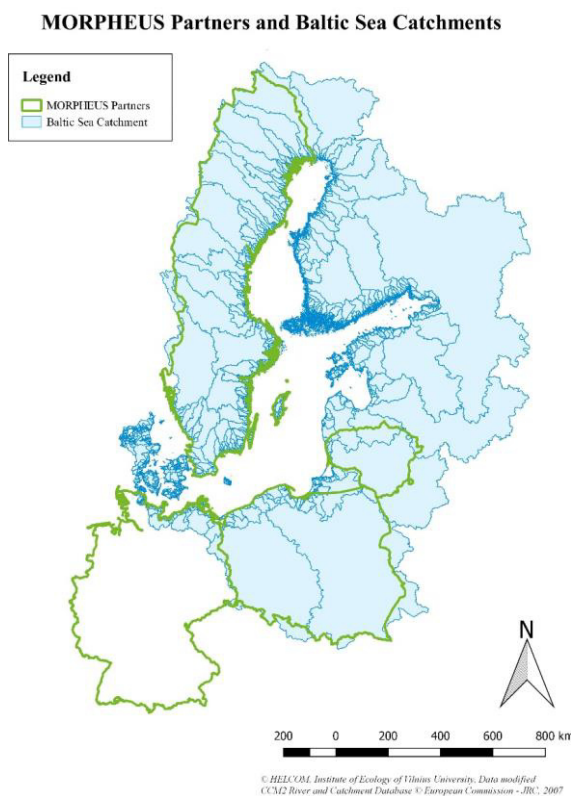 MORPHEUS Partners and Baltic Sea Catchments
Legend
MORPHEUS Partners
Baltic Sea Catchment
N
200 0 200 400 600 800 km
© HELCOM, Institute of Ecology of Vilnius University, Data modified
CCM2 River and Catchment Database © European Commission - JRC, 2007